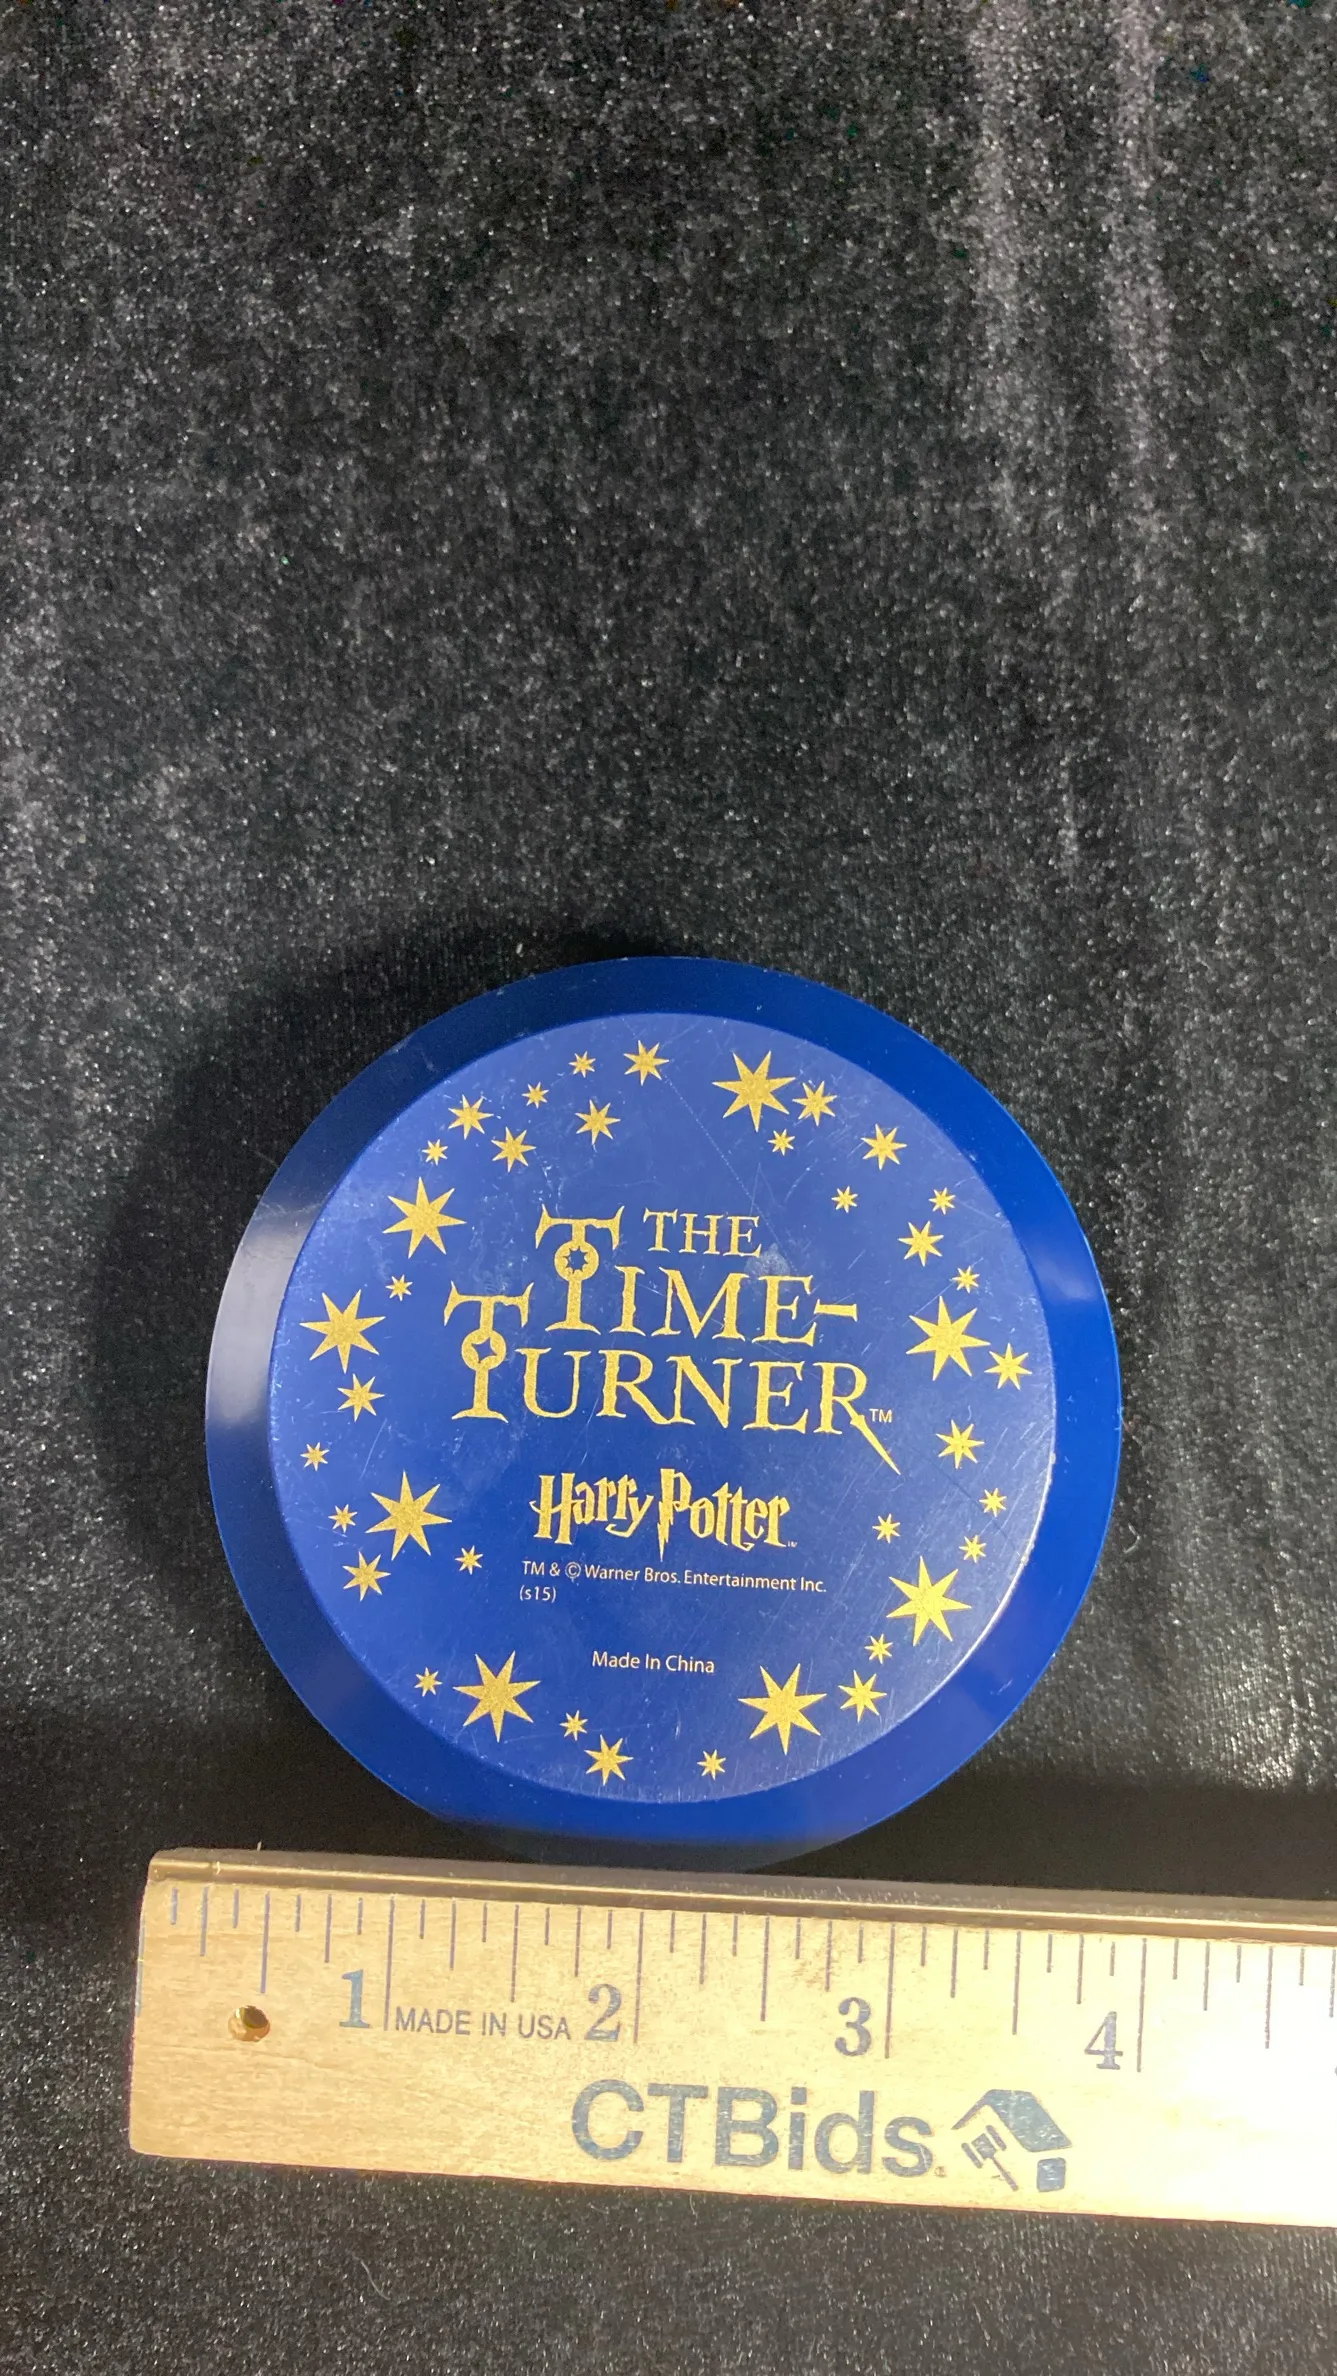 THE
TIME-
TURNER™
Harry Potter™
TM & © Warner Bros. Entertainment Inc.
(s15)
Made In China
1 MADE IN USA 2 3 4
CTBids